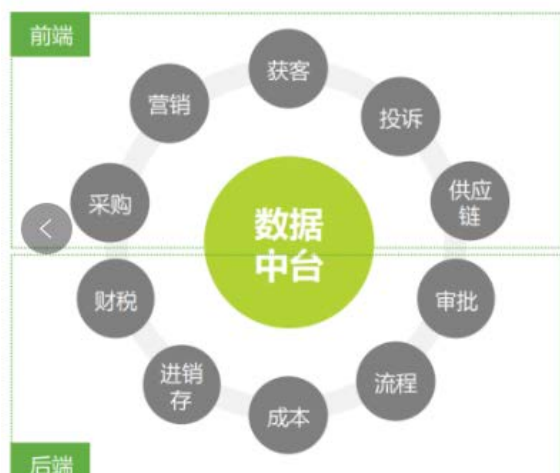 前端
获客
营销
投诉
采购
供应
链
数据
中台
财税
审批
进销
存
流程
成本
后端